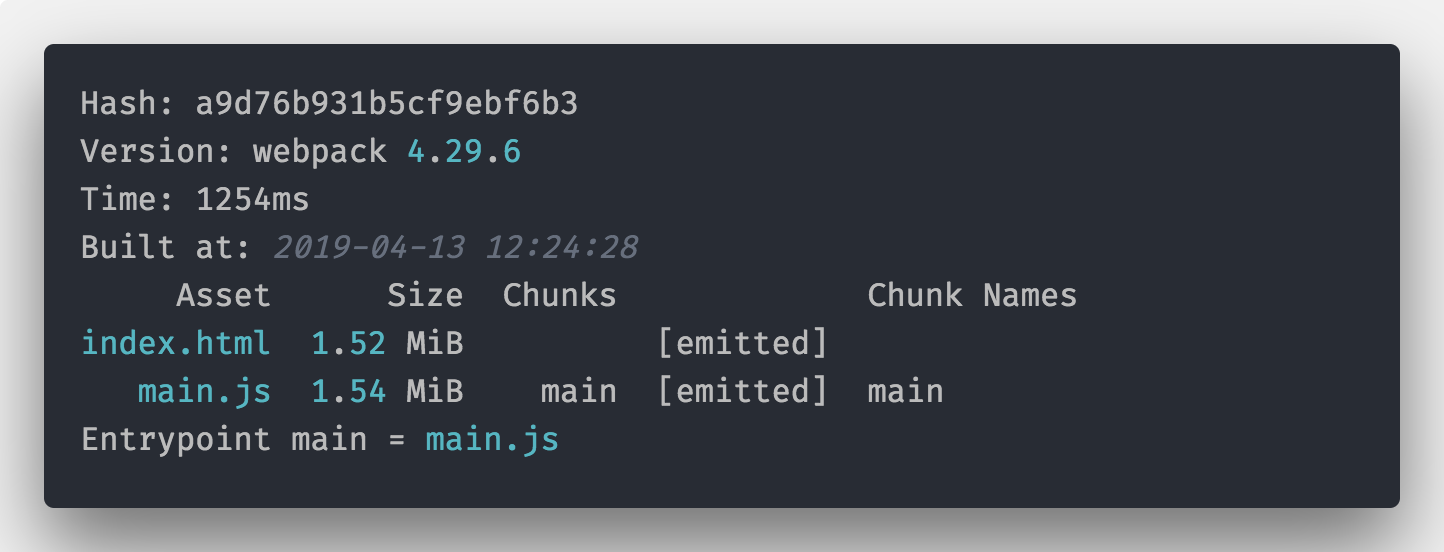 Hash: a9d76b931b5cf9ebf6b3
Version: webpack 4.29.6
Time: 1254ms
Built at: 2019-04-13 12:24:28
     Asset      Size  Chunks             Chunk Names
index.html  1.52 MiB          [emitted]
   main.js  1.54 MiB    main  [emitted]  main
Entrypoint main = main.js